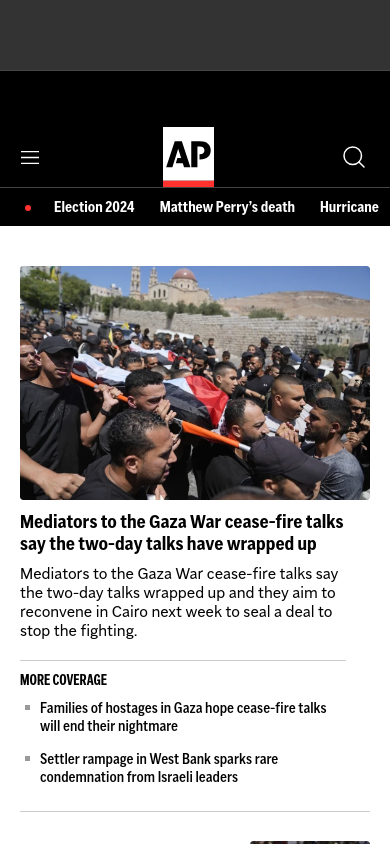 AP
Election 2024 Matthew Perry’s death Hurricane
Mediators to the Gaza War cease-fire talks
say the two-day talks have wrapped up
Mediators to the Gaza War cease-fire talks say
the two-day talks wrapped up and they aim to
reconvene in Cairo next week to seal a deal to
stop the fighting.
MORE COVERAGE
Families of hostages in Gaza hope cease-fire talks
will end their nightmare
Settler rampage in West Bank sparks rare
condemnation from Israeli leaders